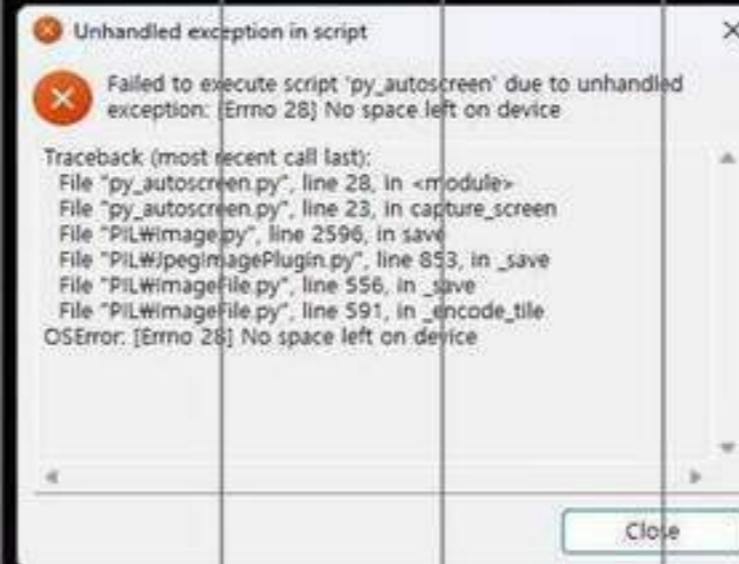 Unhandled exception in script
Failed to execute script 'py_autoscreen' due to unhandled
exception: [Errno 28] No space left on device
Traceback (most recent call last):
File "py_autoscreen.py", line 28, in <module>
File "py_autoscreen.py", line 23, in capture_screen
File "PIL₩Image.py", line 2596, in save
File "PIL₩JpegImagePlugin.py", line 853, in _save
File "PIL₩ImageFile.py", line 556, in _save
File "PIL₩ImageFile.py", line 591, in _encode_tile
OSError: [Errno 28] No space left on device
Close